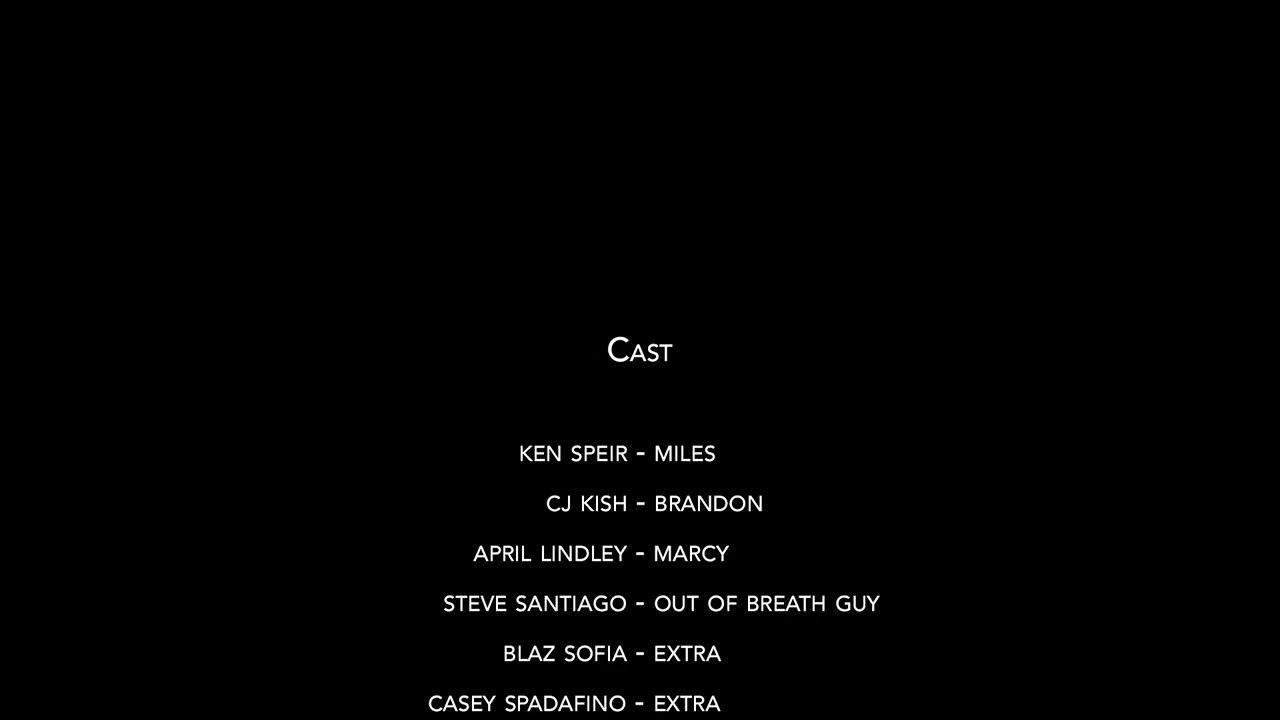 Cast
KEN SPEIR - MILES
CJ KISH - BRANDON
APRIL LINDLEY - MARCY
STEVE SANTIAGO - OUT OF BREATH GUY
BLAZ SOFIA - EXTRA
CASEY SPADAFINO - EXTRA